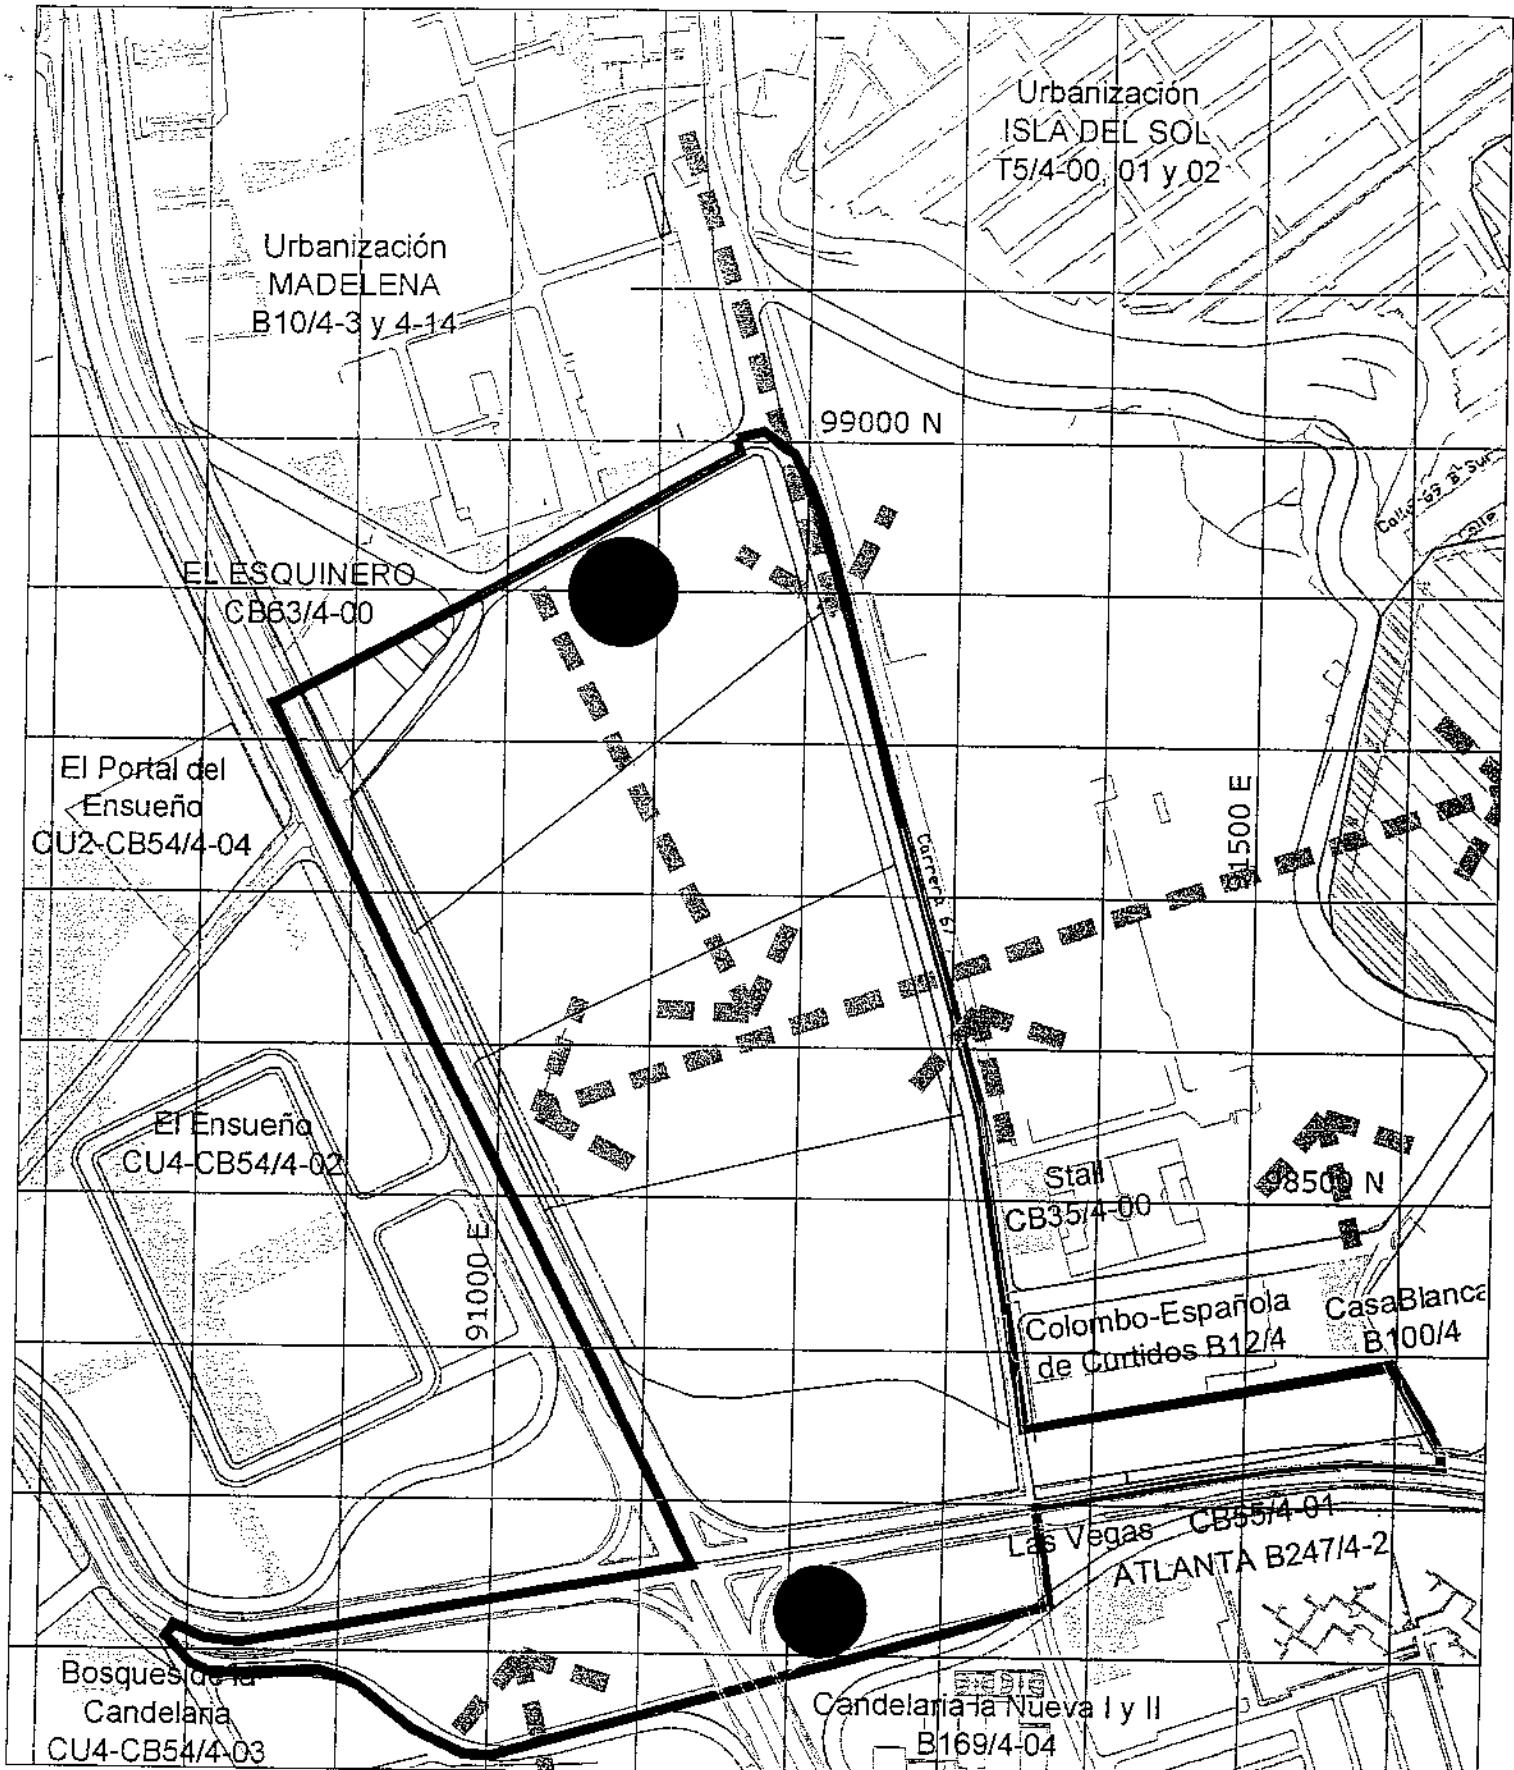 Urbanización
ISLA DEL SOL
T5/4-00, 01 y 02
Urbanización
MADELENA
B10/4-3 y 4-14
99000 N
Calle 69 B Sur
Calle
EL ESQUINERO
CB63/4-00
El Portal del
Ensueño
CU2-CB54/4-04
91500 E
Carrera 67
El Ensueño
CU4-CB54/4-02
Stall
CB35/4-00
98500 N
91000 E
Colombo-Española
de Curtidos B12/4
CasaBlanca
B100/4
Las Vegas CB55/4-01
ATLANTA B247/4-2
Bosques de la
Candelaria
CU4-CB54/4-03
Candelaria la Nueva I y II
B169/4-04